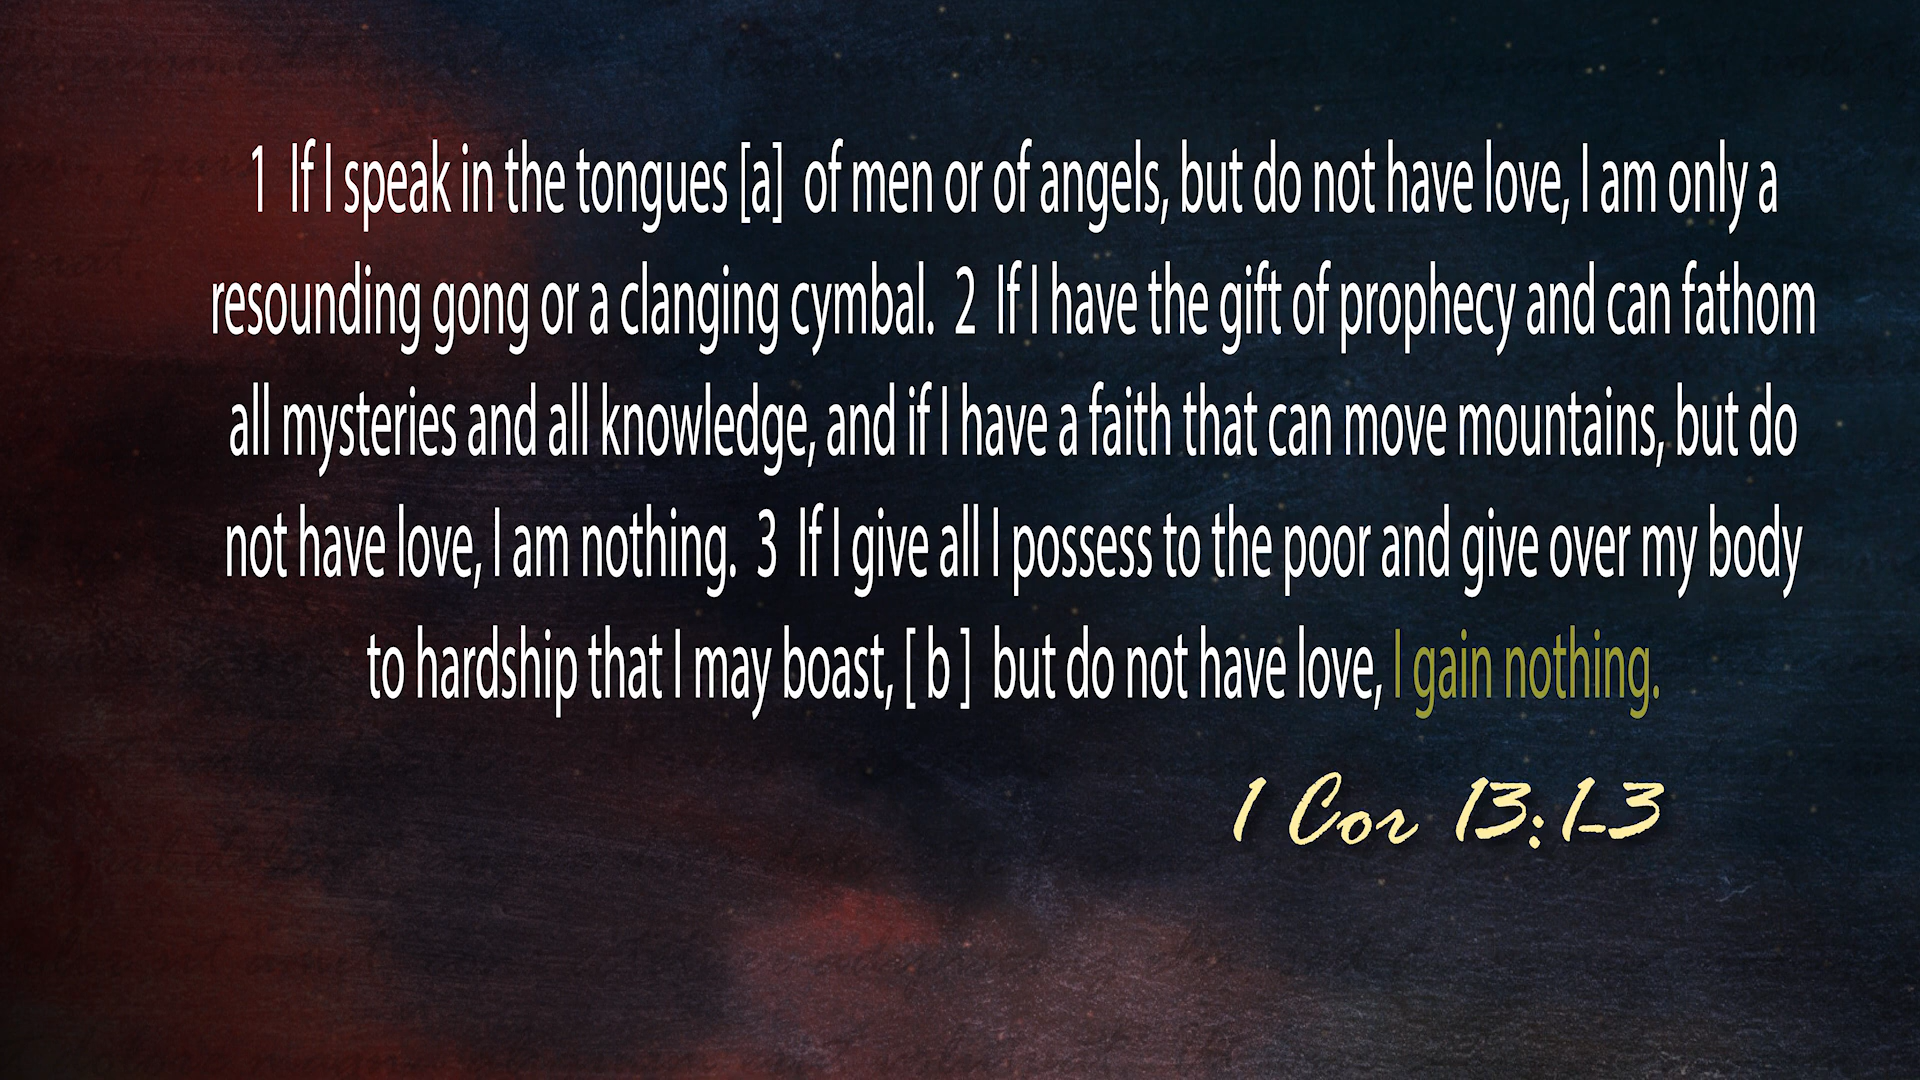 1 If I speak in the tongues [a] of men or of angels, but do not have love, I am only a
resounding gong or a clanging cymbal. 2 If I have the gift of prophecy and can fathom
all mysteries and all knowledge, and if I have a faith that can move mountains, but do
not have love, I am nothing. 3 If I give all I possess to the poor and give over my body
to hardship that I may boast, [ b ] but do not have love, I gain nothing.
1 Cor 13:1-3